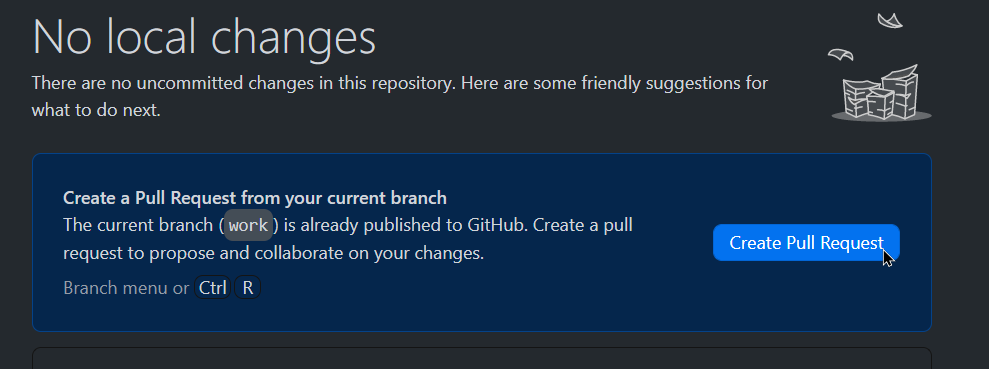 No local changes
There are no uncommitted changes in this repository. Here are some friendly suggestions for
what to do next.
Create a Pull Request from your current branch
The current branch (work) is already published to GitHub. Create a pull
request to propose and collaborate on your changes.
Create Pull Request
Branch menu or Ctrl R